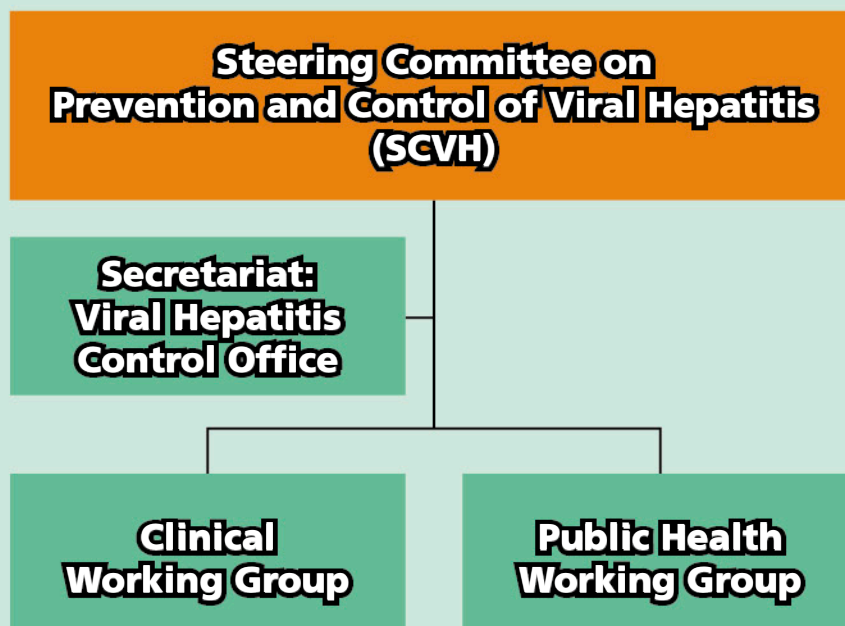 Steering Committee on
Prevention and Control of Viral Hepatitis
(SCVH)
Secretariat:
Viral Hepatitis
Control Office
Clinical
Working Group
Public Health
Working Group